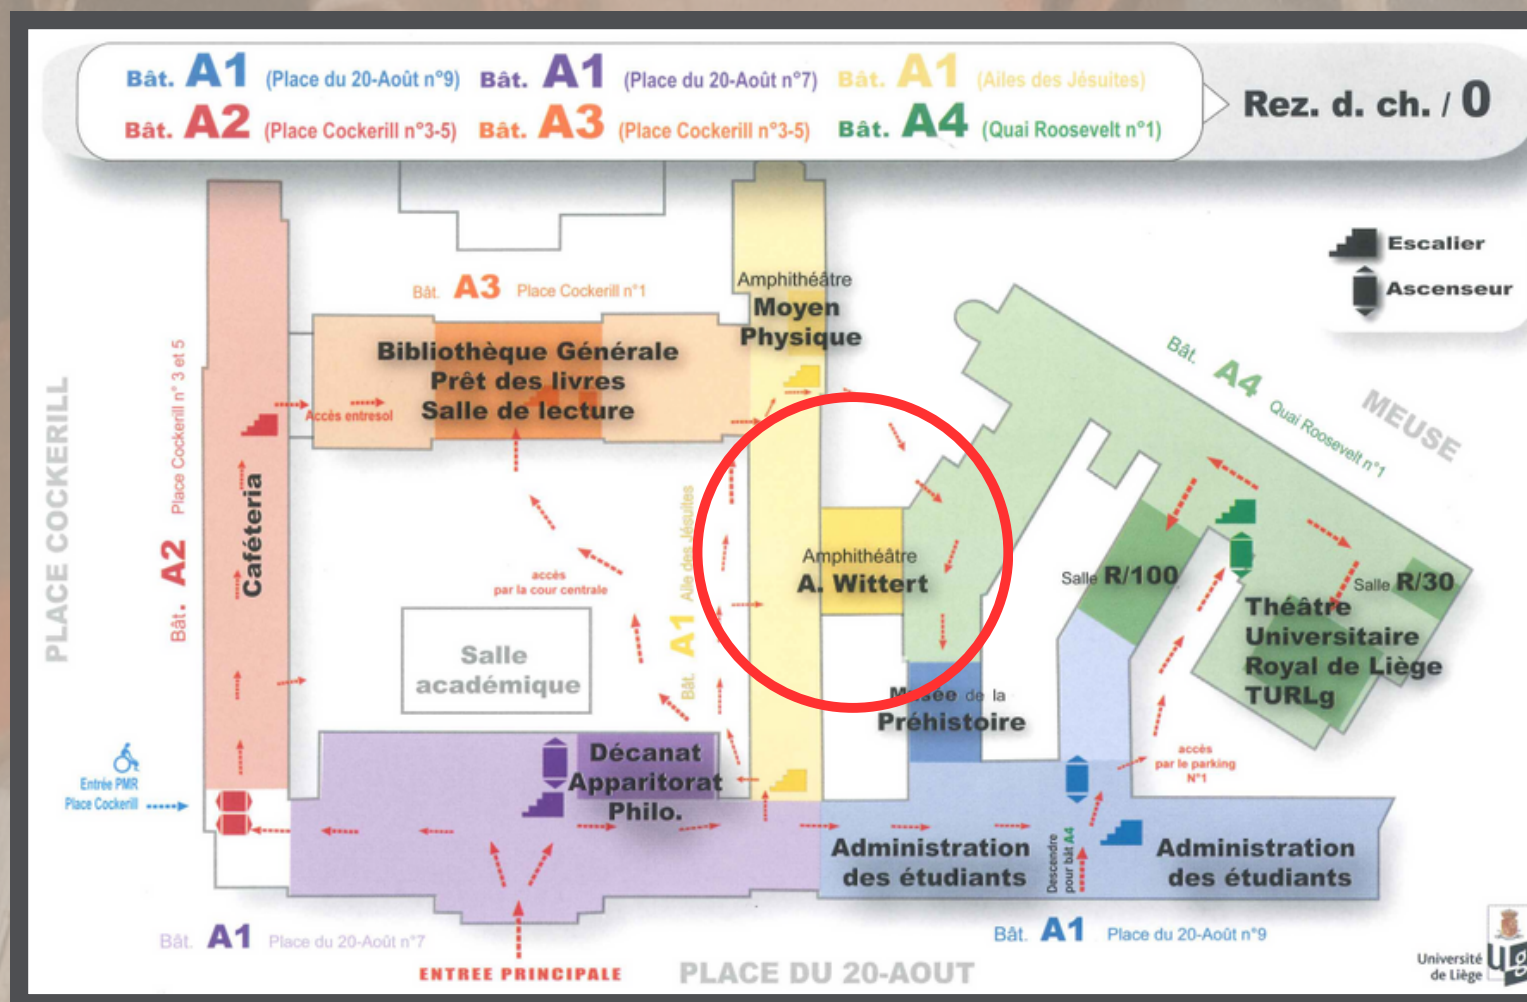 Bât. A1 (Place du 20-Août n°9) Bât. A1 (Place du 20-Août n°7) Bât. A1 (Ailes des Jésuites)
Bât. A2 (Place Cockerill n°3-5) Bât. A3 (Place Cockerill n°3-5) Bât. A4 (Quai Roosevelt n°1)
Rez. d. ch. / 0
Escalier
Ascenseur
Bât. A3 Place Cockerill n°1
Amphithéâtre
Moyen
Physique
Bibliothèque Générale
Prêt des livres
Salle de lecture
Accès entresol
Bât. A4 Quai Roosevelt n°1
MEUSE
PLACE COCKERILL
Bât. A2 Place Cockerill n° 3 et 5
Caféteria
accès
par la cour centrale
Bât. A1 Aile des Jésuites
Amphithéâtre
A. Wittert
Salle R/100
Salle R/30
Théâtre
Universitaire
Royal de Liège
TURLg
Salle
académique
Musée de la
Préhistoire
Décanat
Apparitorat
Philo.
accès
par le parking
N°1
Entrée PMR
Place Cockerill
Administration
des étudiants
Descendre
pour bât A4
Administration
des étudiants
Bât. A1 Place du 20-Août n°7
Bât. A1 Place du 20-Août n°9
ENTREE PRINCIPALE
PLACE DU 20-AOUT
Université
de Liège
ULg